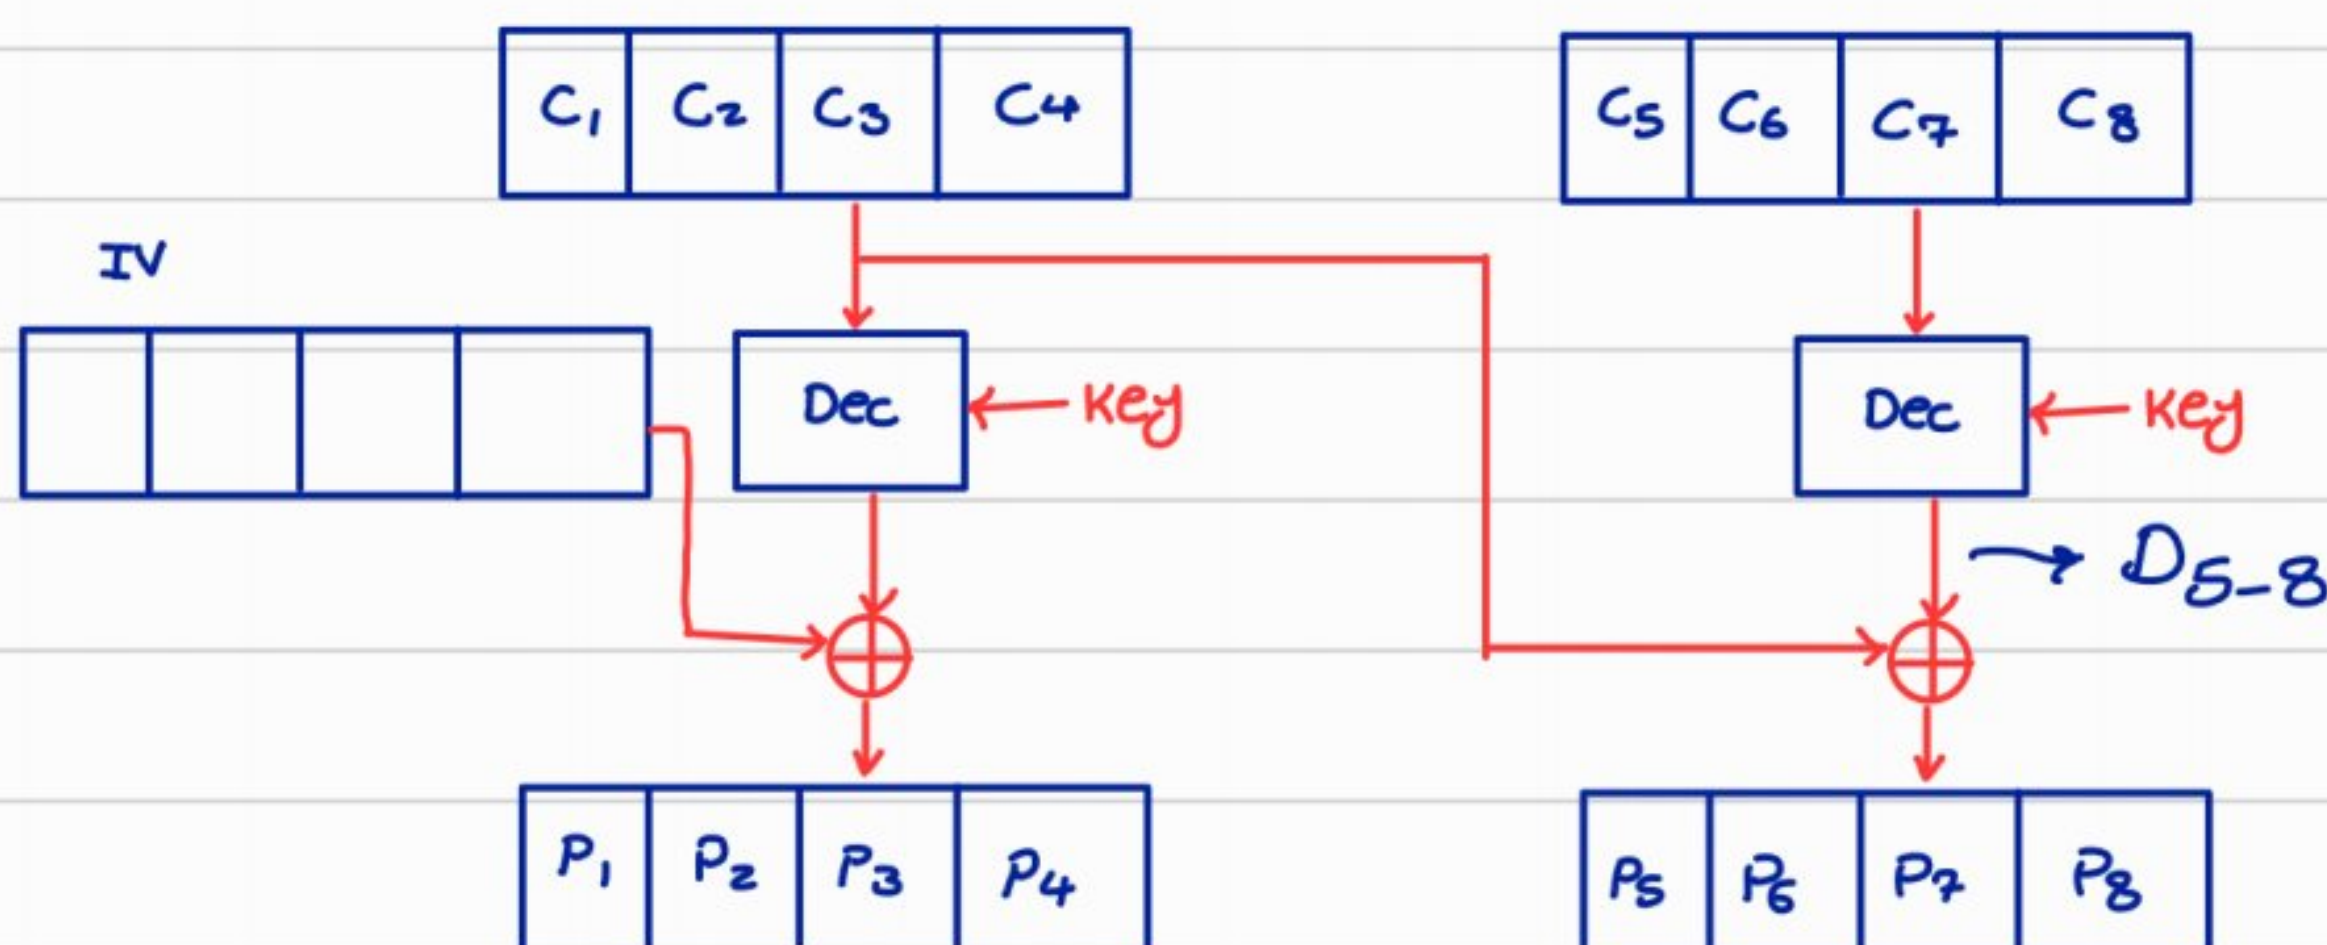 C1 C2 C3 C4 C5 C6 C7 C8
IV
Dec Key Dec Key
D5-8
P1 P2 P3 P4 P5 P6 P7 P8